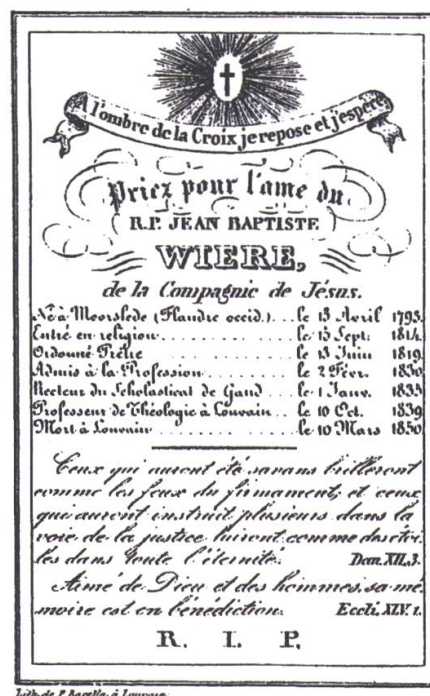 A l'ombre de la Croix je repose et j'espère
Priez pour l'ame du
R.P. JEAN BAPTISTE
WIERE,
de la Compagnie de Jésus.
Né à Meorslede (Flandre occid.)... le 13 Avril 1793.
Entré en religion.............. le 13 Sept. 1814.
Ordonné Prêtre ............ le 13 Juin 1819.
Admis à la Profession........ le 2 Févr. 1830.
Recteur du Scholasticat de Gand ... le 1 Janv. 1833
Professeur de Théologie à Louvain .. le 10 Oct. 1839.
Mort à Louvain ............. le 10 Mars 1850.
Ceux qui auront été savans brilleront
comme les feux du firmament, et ceux
qui auront instruit plusieurs dans la
voie de la justice luiront comme des étoi-
les dans toute l'éternité. Dan. XII,3.
Aimé de Dieu et des hommes, sa mé-
moire est en bénédiction. Eccli. XLV. 1.
R. I. P.
Lith. de P. à Louvain.